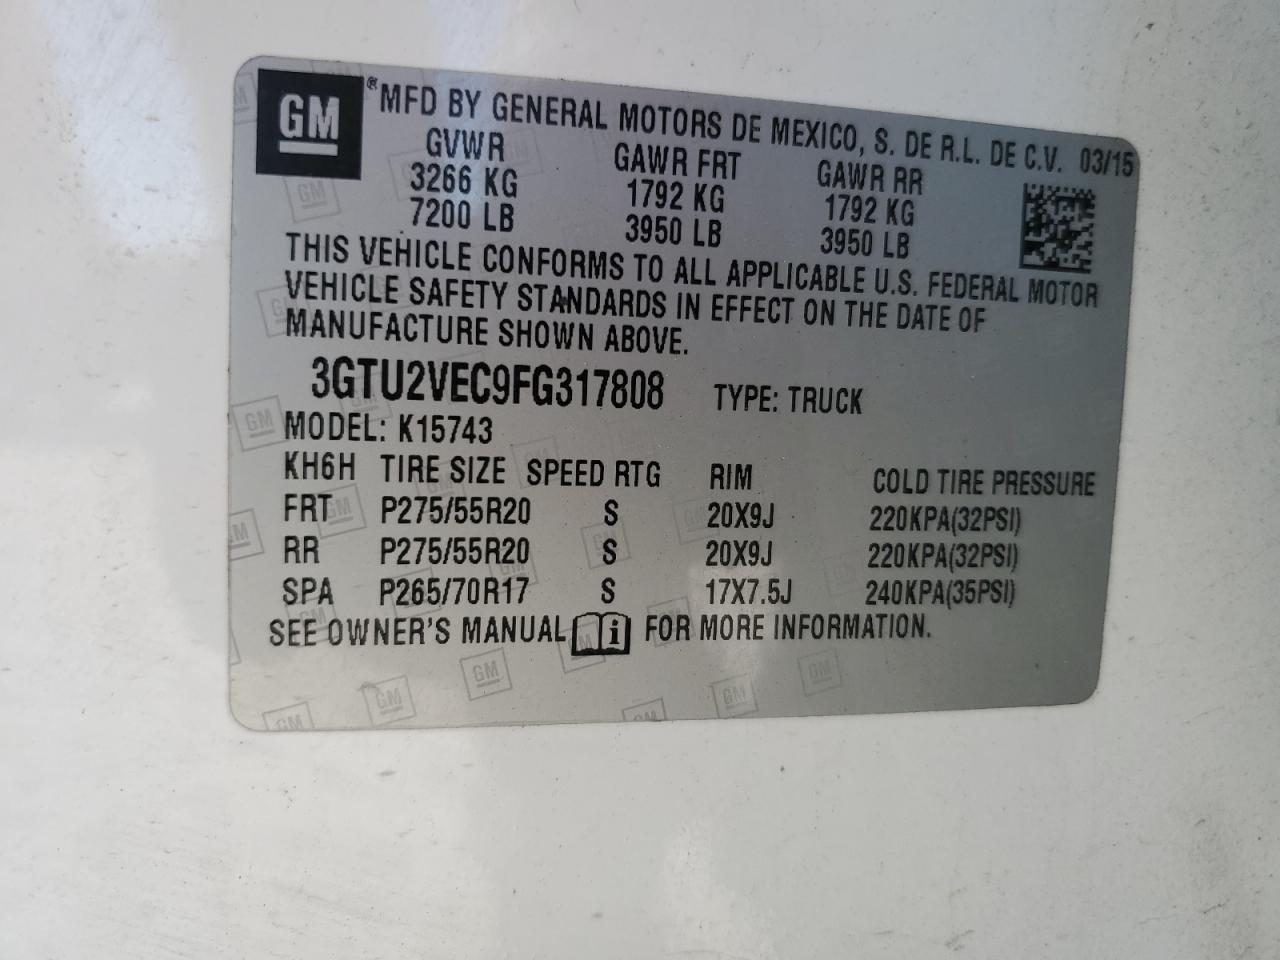 GM ® MFD BY GENERAL MOTORS DE MEXICO, S. DE R.L. DE C.V. 03/15
GVWR GAWR FRT GAWR RR
3266 KG 1792 KG 1792 KG
7200 LB 3950 LB 3950 LB
THIS VEHICLE CONFORMS TO ALL APPLICABLE U.S. FEDERAL MOTOR
VEHICLE SAFETY STANDARDS IN EFFECT ON THE DATE OF
MANUFACTURE SHOWN ABOVE.
3GTU2VEC9FG317808 TYPE: TRUCK
MODEL: K15743
KH6H TIRE SIZE SPEED RTG RIM COLD TIRE PRESSURE
FRT P275/55R20 S 20X9J 220KPA(32PSI)
RR P275/55R20 S 20X9J 220KPA(32PSI)
SPA P265/70R17 S 17X7.5J 240KPA(35PSI)
SEE OWNER'S MANUAL i FOR MORE INFORMATION.